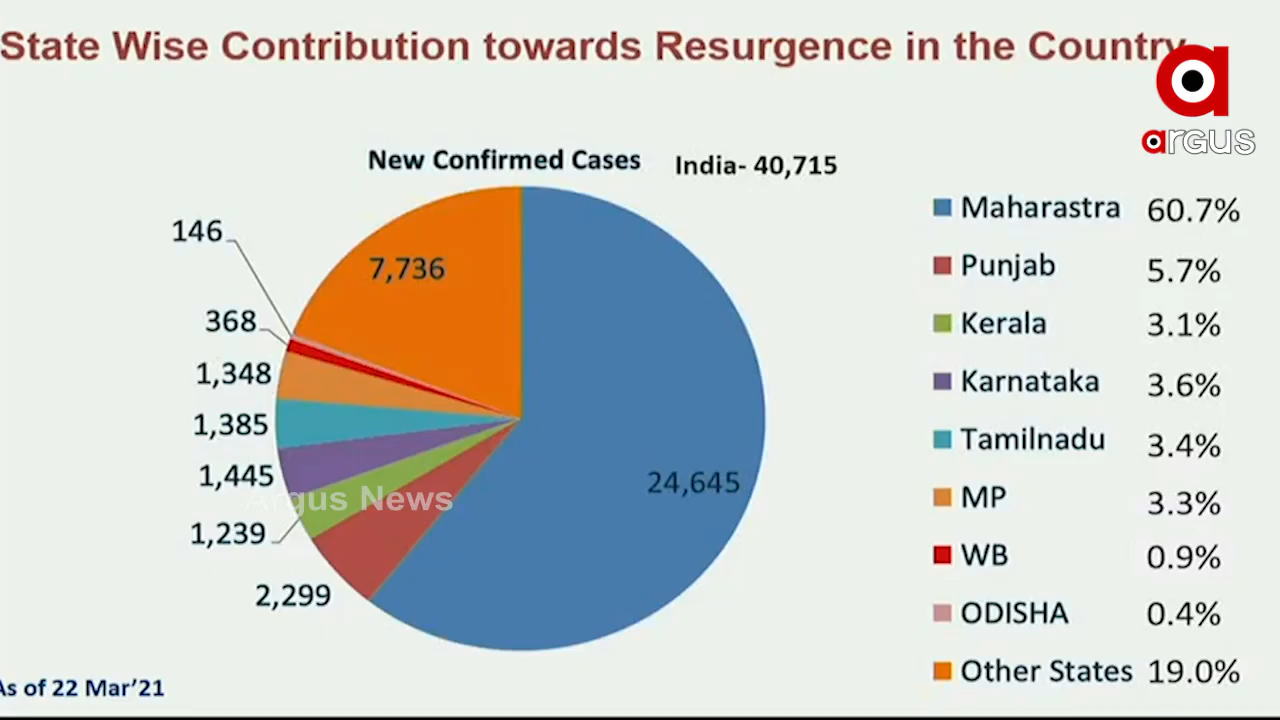 State Wise Contribution towards Resurgence in the Country
argus
New Confirmed Cases
India- 40,715
146
7,736
368
1,348
1,385
1,445
24,645
Argus News
1,239
2,299
Maharastra 60.7%
Punjab 5.7%
Kerala 3.1%
Karnataka 3.6%
Tamilnadu 3.4%
MP 3.3%
WB 0.9%
ODISHA 0.4%
Other States 19.0%
As of 22 Mar’21